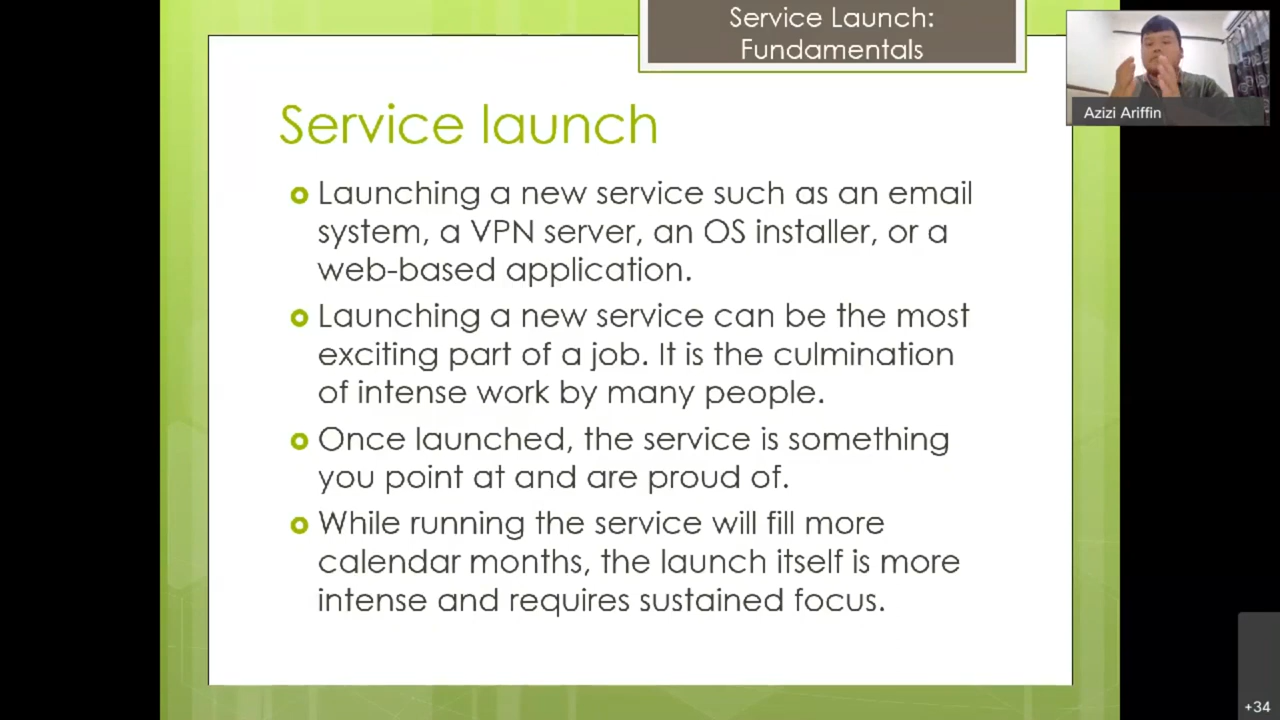 Service Launch:
Fundamentals
Azizi Ariffin
Service launch
Launching a new service such as an email
system, a VPN server, an OS installer, or a
web-based application.
Launching a new service can be the most
exciting part of a job. It is the culmination
of intense work by many people.
Once launched, the service is something
you point at and are proud of.
While running the service will fill more
calendar months, the launch itself is more
intense and requires sustained focus.
+34